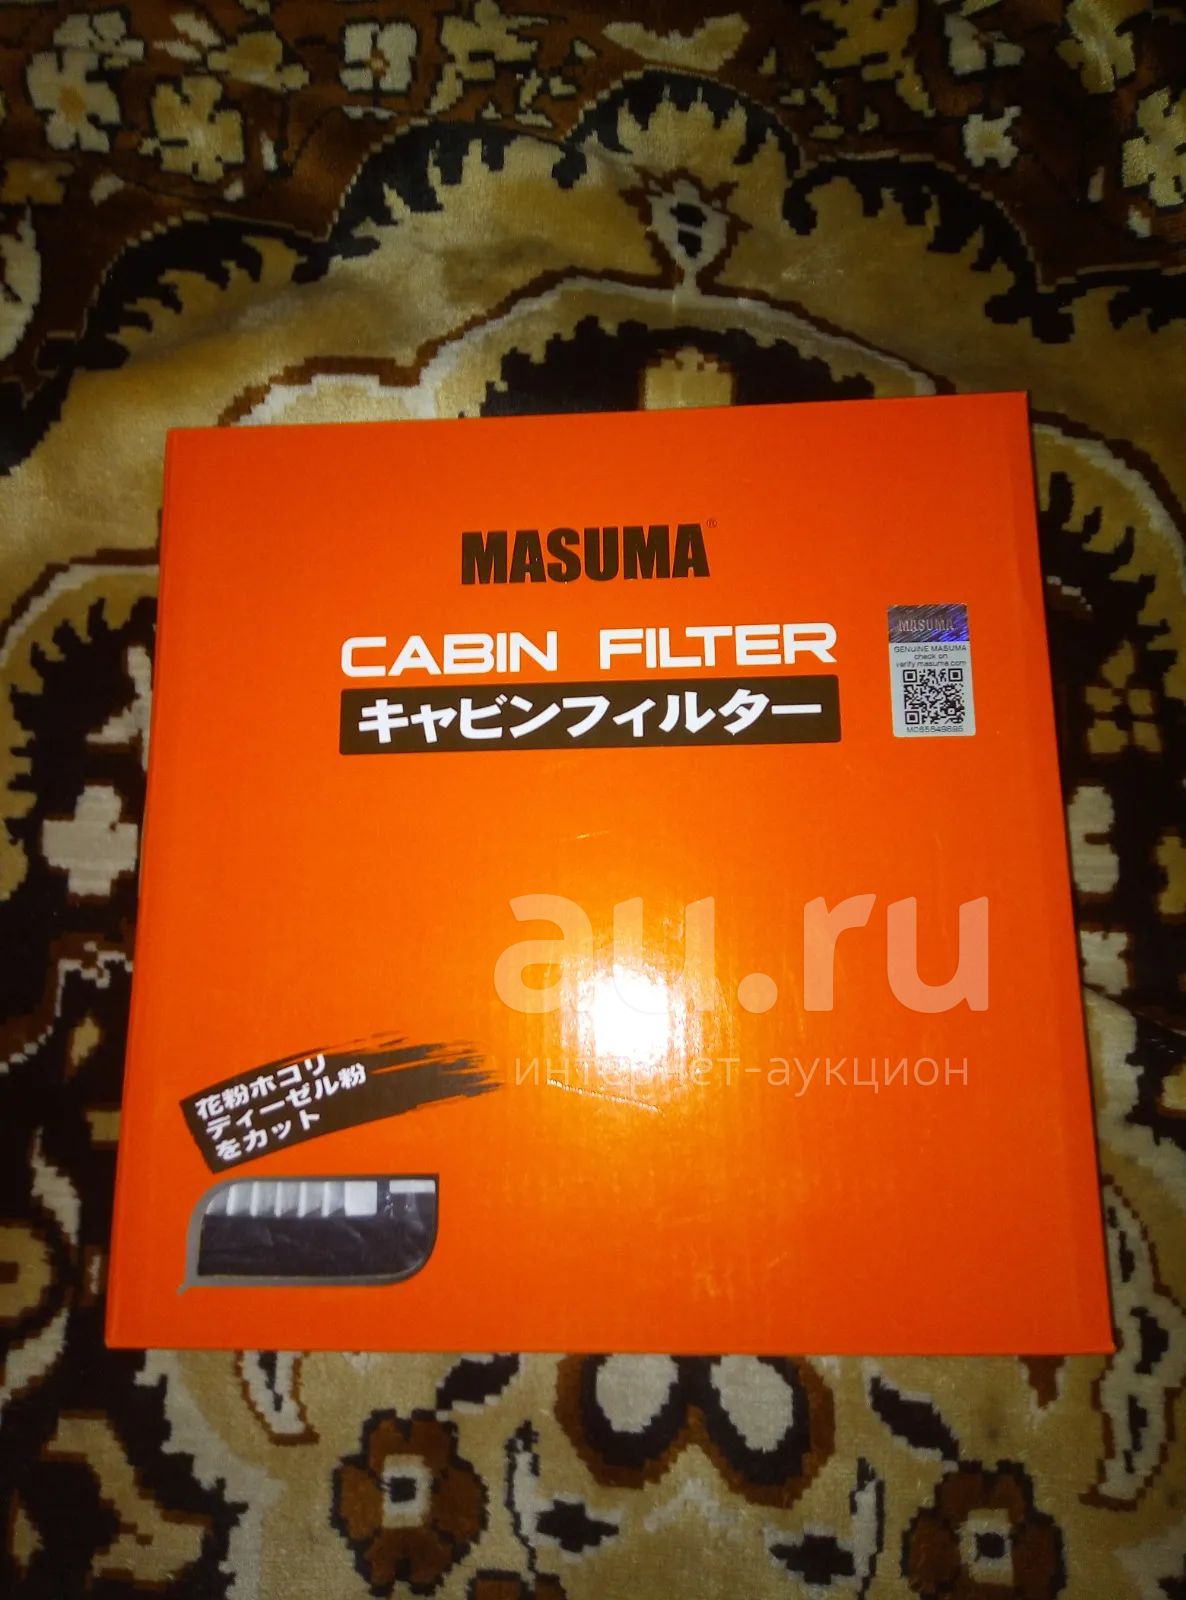 MASUMA®
CABIN FILTER
キャビンフィルター
MASUMA
GENUINE MASUMA
check on
verify.masuma.com
MC65649695
au.ru
интернет-аукцион
花粉ホコリ
ディーゼル粉
をカット